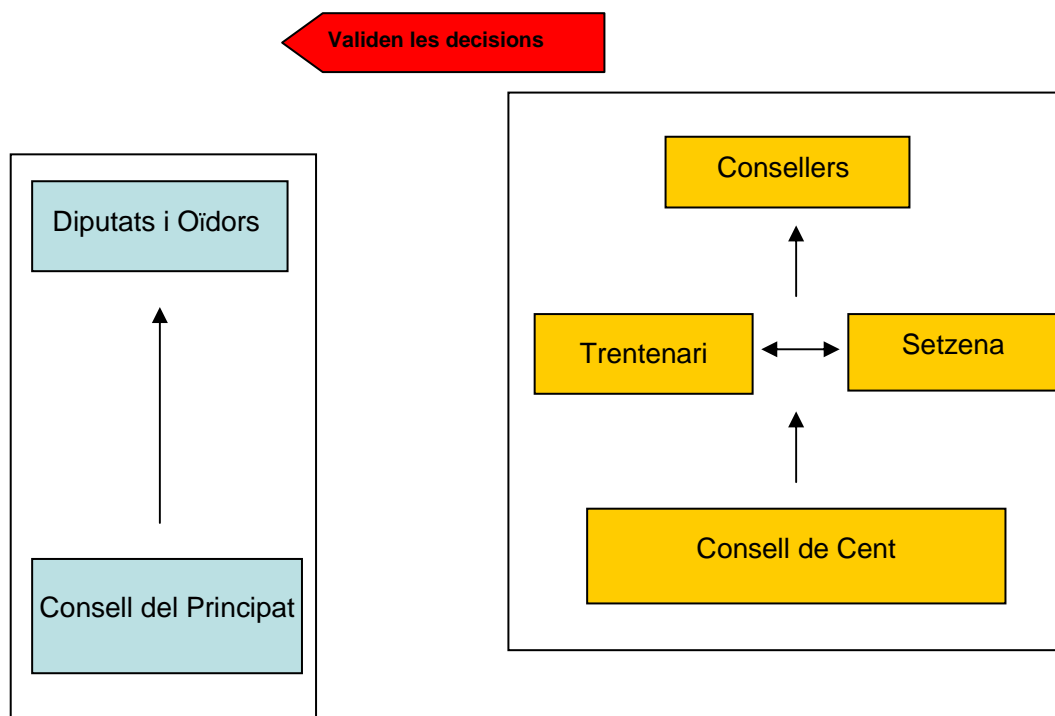 Validen les decisions
Diputats i Oïdors
Consell del Principat
Consellers
Trentenari
Setzena
Consell de Cent